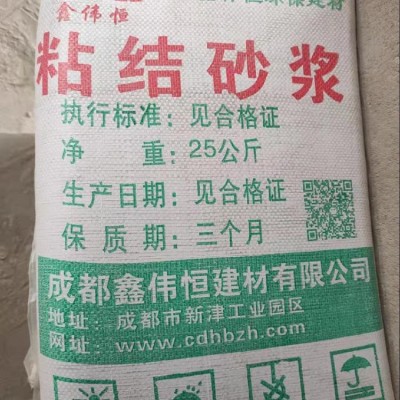 鑫伟恒
粘结砂浆
执行标准：见合格证
净 重：25公斤
生产日期：见合格证
保质期：三个月
成都鑫伟恒建材有限公司
地址：成都市新津工业园区
网址：www.cdhbzh.com